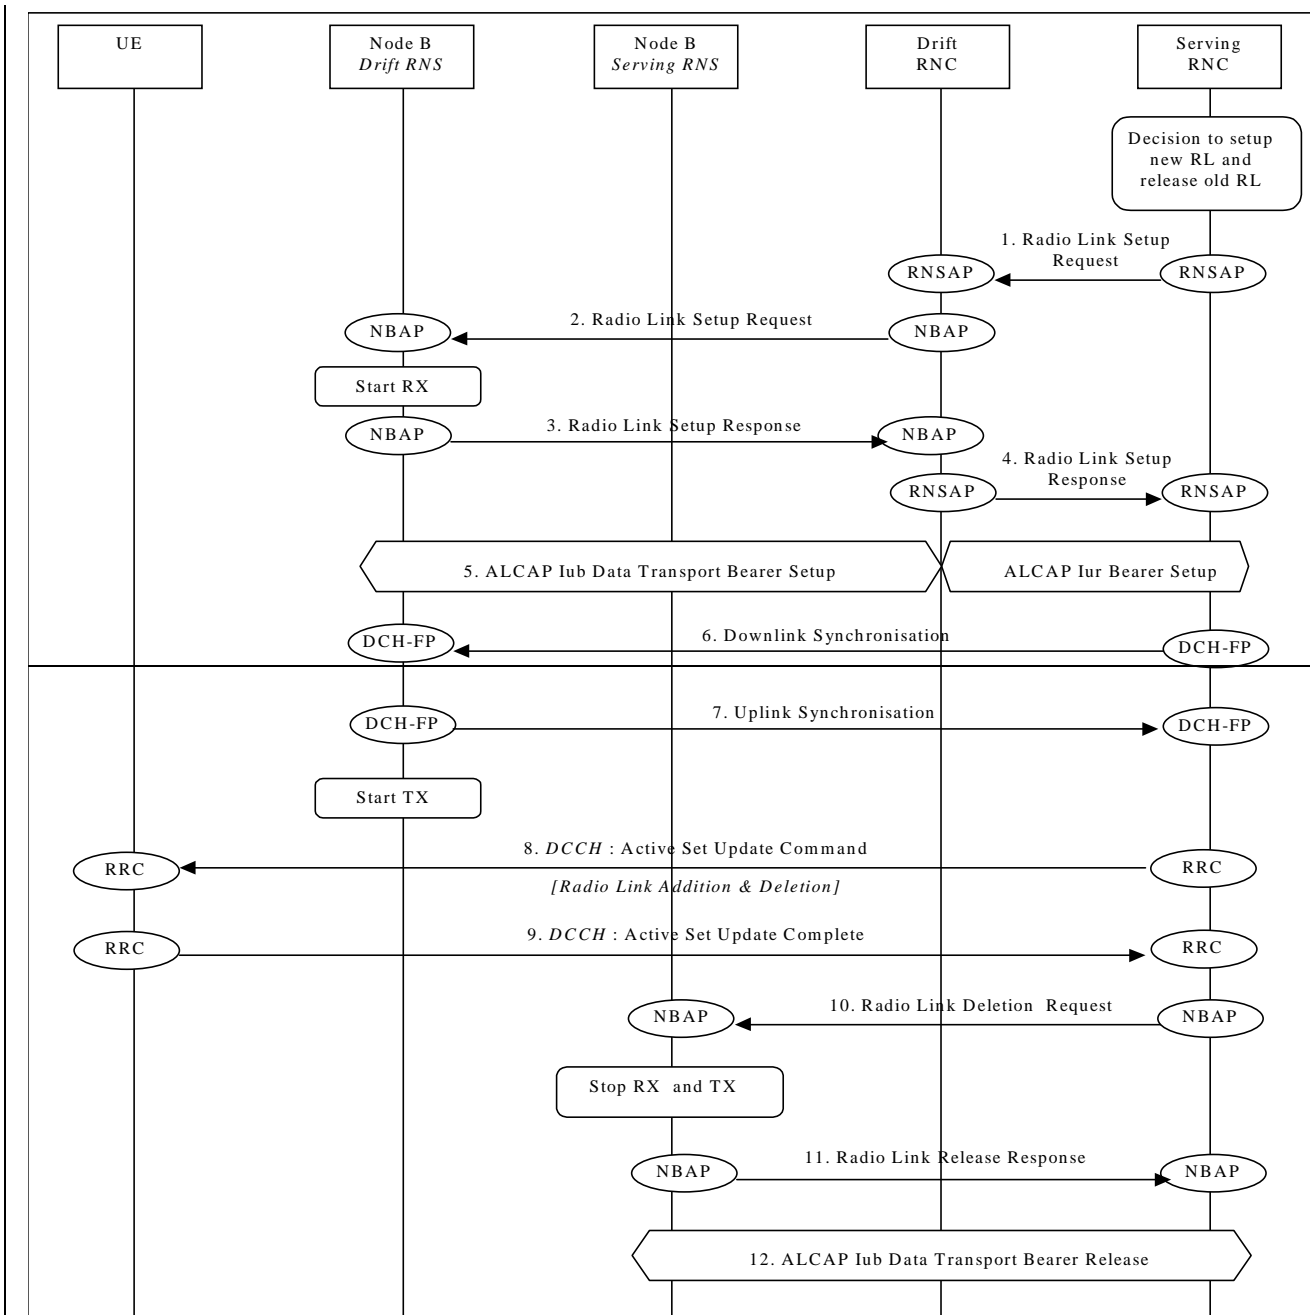 UE
Node B
Drift RNS
Node B
Serving RNS
Drift
RNC
Serving
RNC
Decision to setup
new RL and
release old RL
1. Radio Link Setup
Request
RNSAP
RNSAP
2. Radio Link Setup Request
NBAP
NBAP
Start RX
3. Radio Link Setup Response
NBAP
NBAP
4. Radio Link Setup
Response
RNSAP
RNSAP
5. ALCAP Iub Data Transport Bearer Setup
ALCAP Iur Bearer Setup
6. Downlink Synchronisation
DCH-FP
DCH-FP
7. Uplink Synchronisation
DCH-FP
DCH-FP
Start TX
8. DCCH : Active Set Update Command
RRC
RRC
[Radio Link Addition & Deletion]
9. DCCH : Active Set Update Complete
RRC
RRC
10. Radio Link Deletion Request
NBAP
NBAP
Stop RX and TX
11. Radio Link Release Response
NBAP
NBAP
12. ALCAP Iub Data Transport Bearer Release